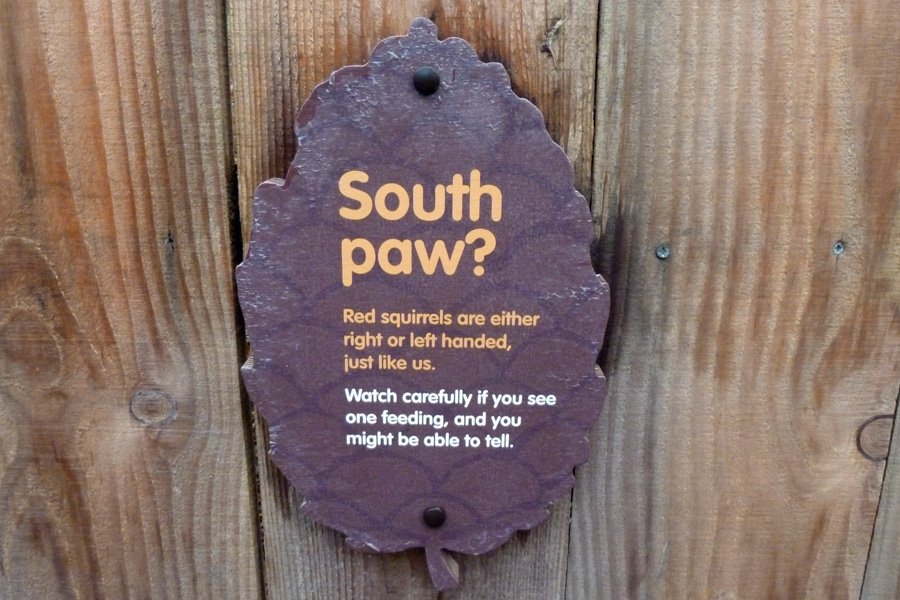 South
paw?
Red squirrels are either
right or left handed,
just like us.
Watch carefully if you see
one feeding, and you
might be able to tell.